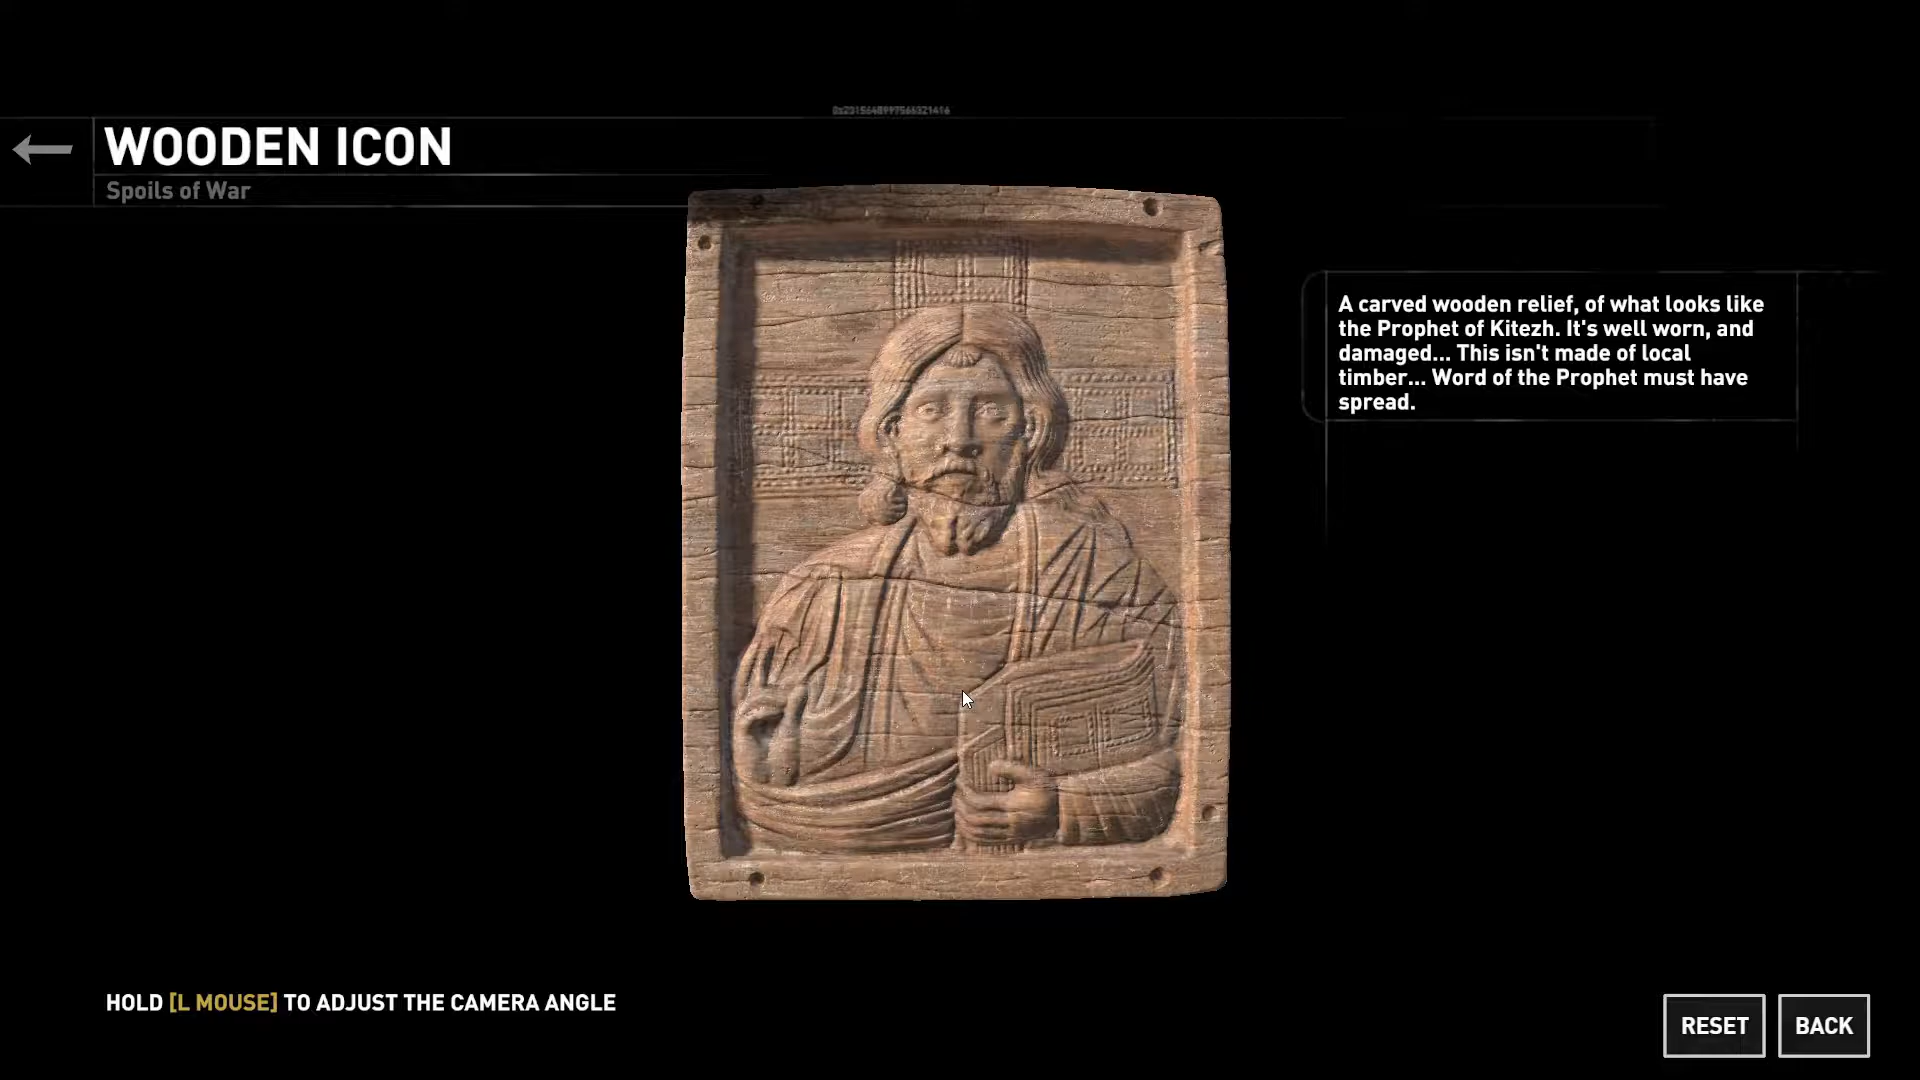 WOODEN ICON
Spoils of War
A carved wooden relief, of what looks like
the Prophet of Kitezh. It's well worn, and
damaged... This isn't made of local
timber... Word of the Prophet must have
spread.
HOLD [L MOUSE] TO ADJUST THE CAMERA ANGLE
RESET
BACK